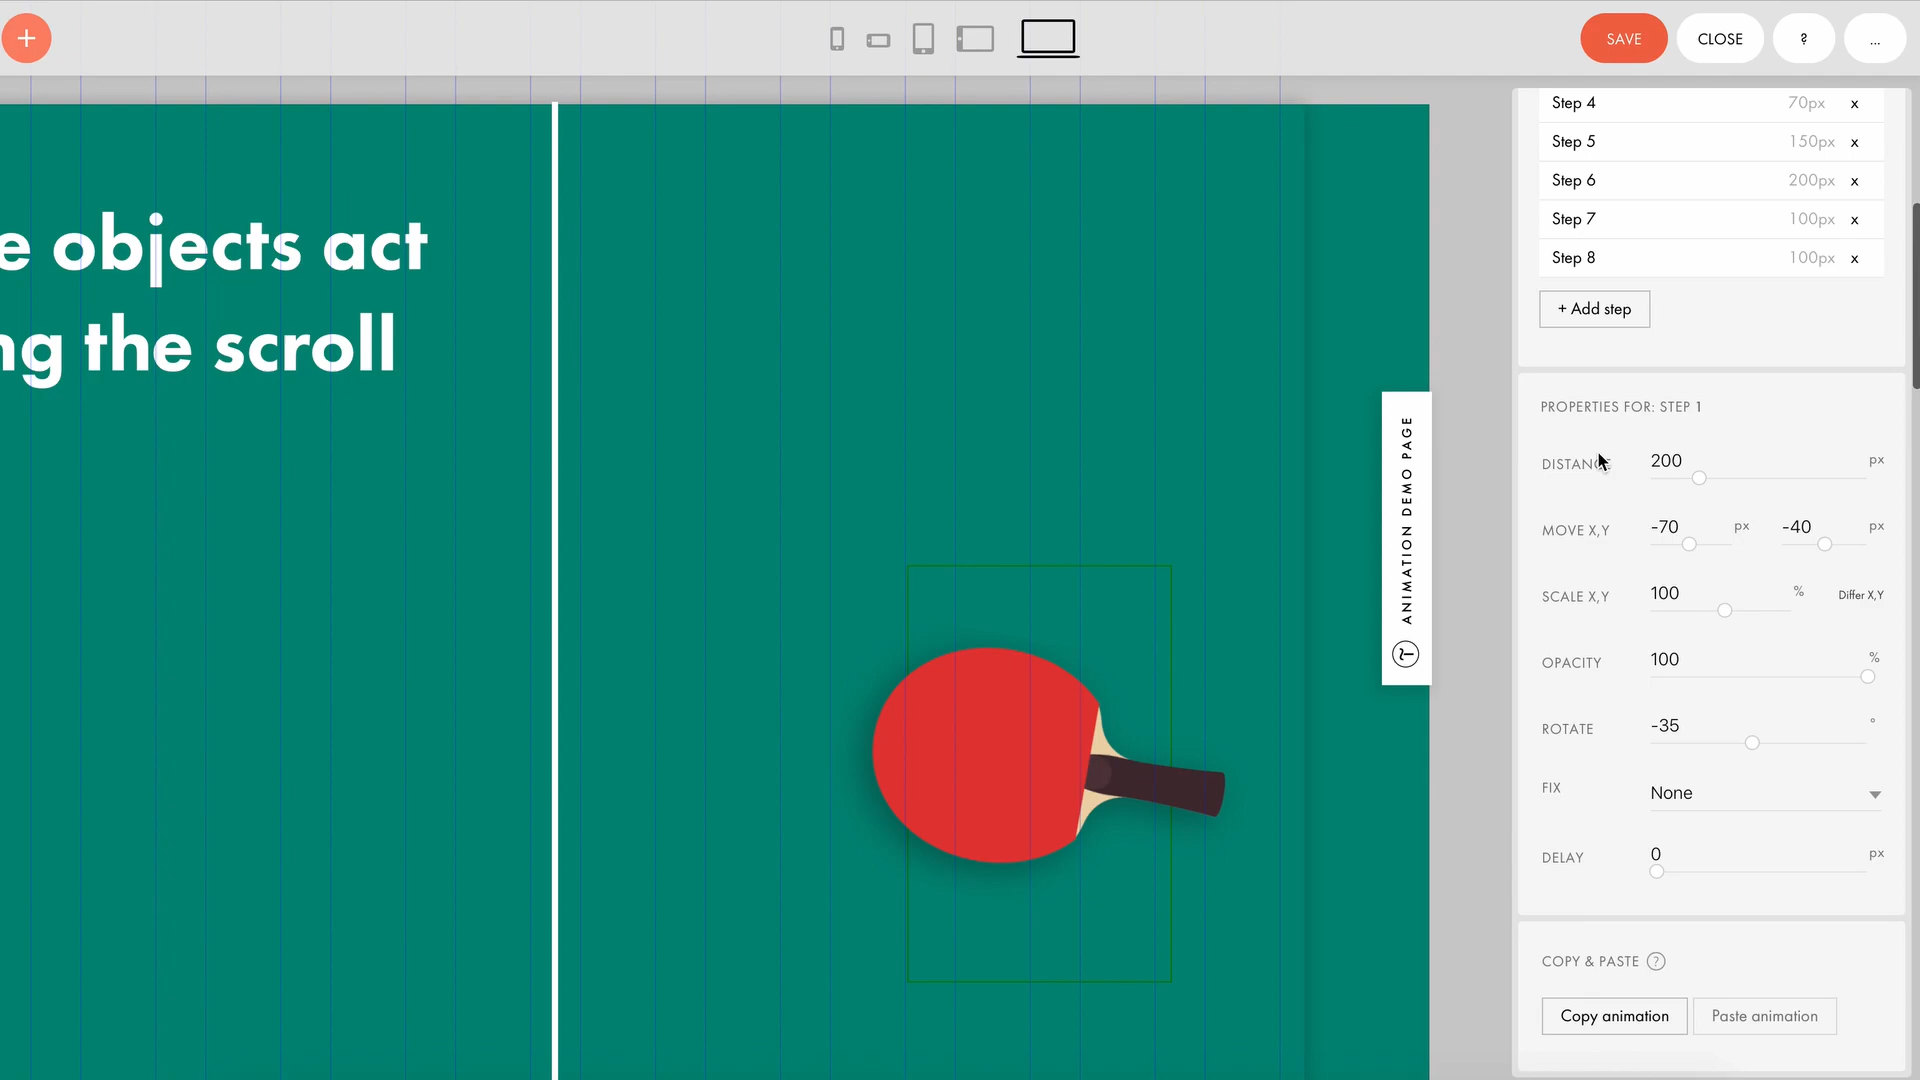 +
SAVE
CLOSE
?
...
e objects act
ng the scroll
ANIMATION DEMO PAGE
Step 4 70px x
Step 5 150px x
Step 6 200px x
Step 7 100px x
Step 8 100px x
+ Add step
PROPERTIES FOR: STEP 1
DISTANCE 200 px
MOVE X,Y -70 px -40 px
SCALE X,Y 100 % Differ X,Y
OPACITY 100 %
ROTATE -35 °
FIX None
DELAY 0 px
COPY & PASTE ?
Copy animation Paste animation